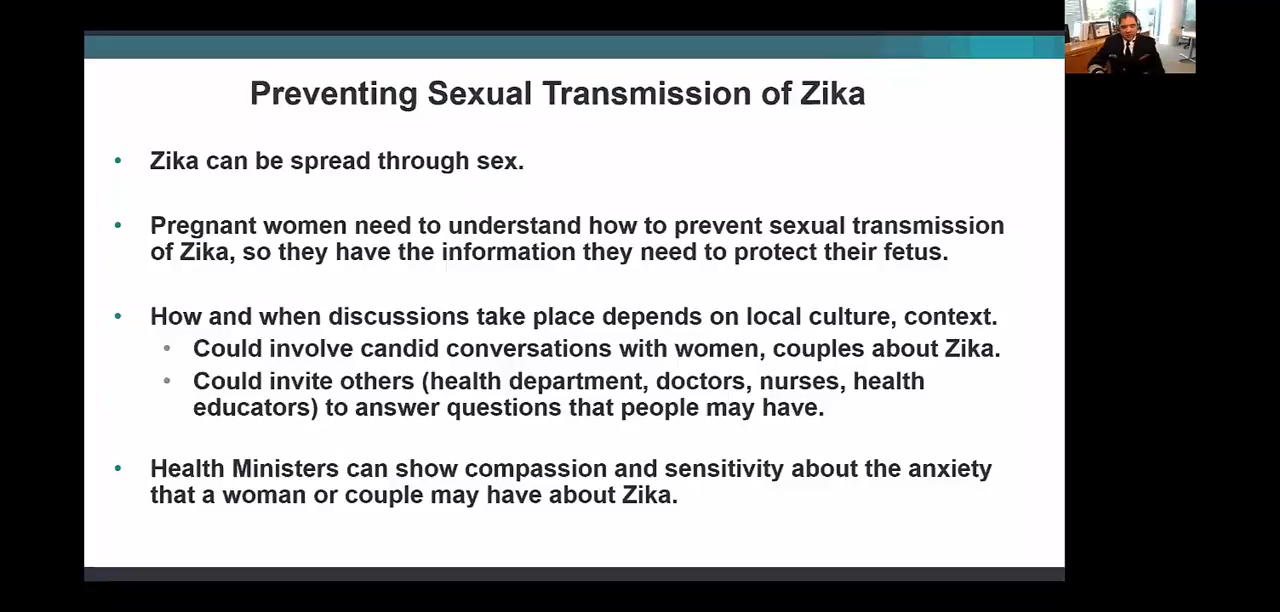 Preventing Sexual Transmission of Zika
Zika can be spread through sex.
Pregnant women need to understand how to prevent sexual transmission
of Zika, so they have the information they need to protect their fetus.
How and when discussions take place depends on local culture, context.
Could involve candid conversations with women, couples about Zika.
Could invite others (health department, doctors, nurses, health
educators) to answer questions that people may have.
Health Ministers can show compassion and sensitivity about the anxiety
that a woman or couple may have about Zika.